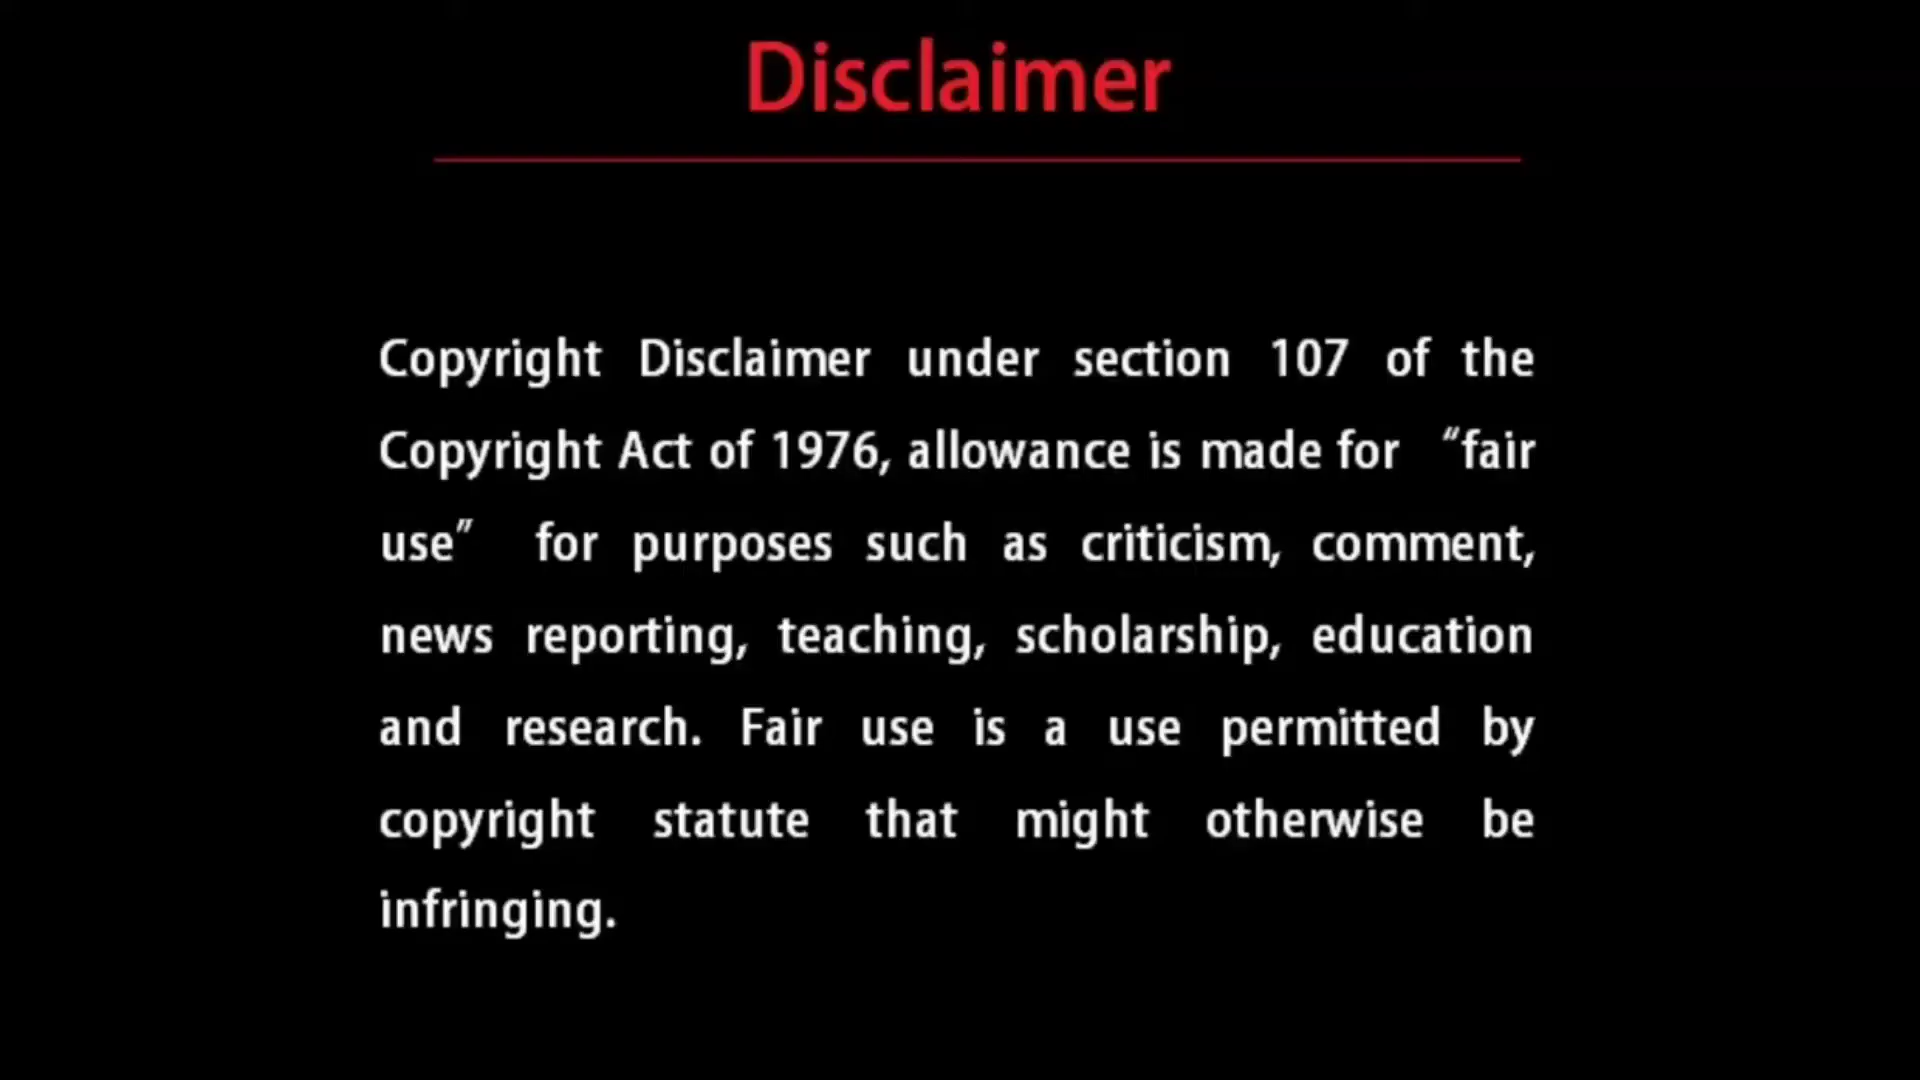 Disclaimer
Copyright Disclaimer under section 107 of the
Copyright Act of 1976, allowance is made for “fair
use” for purposes such as criticism, comment,
news reporting, teaching, scholarship, education
and research. Fair use is a use permitted by
copyright statute that might otherwise be
infringing.